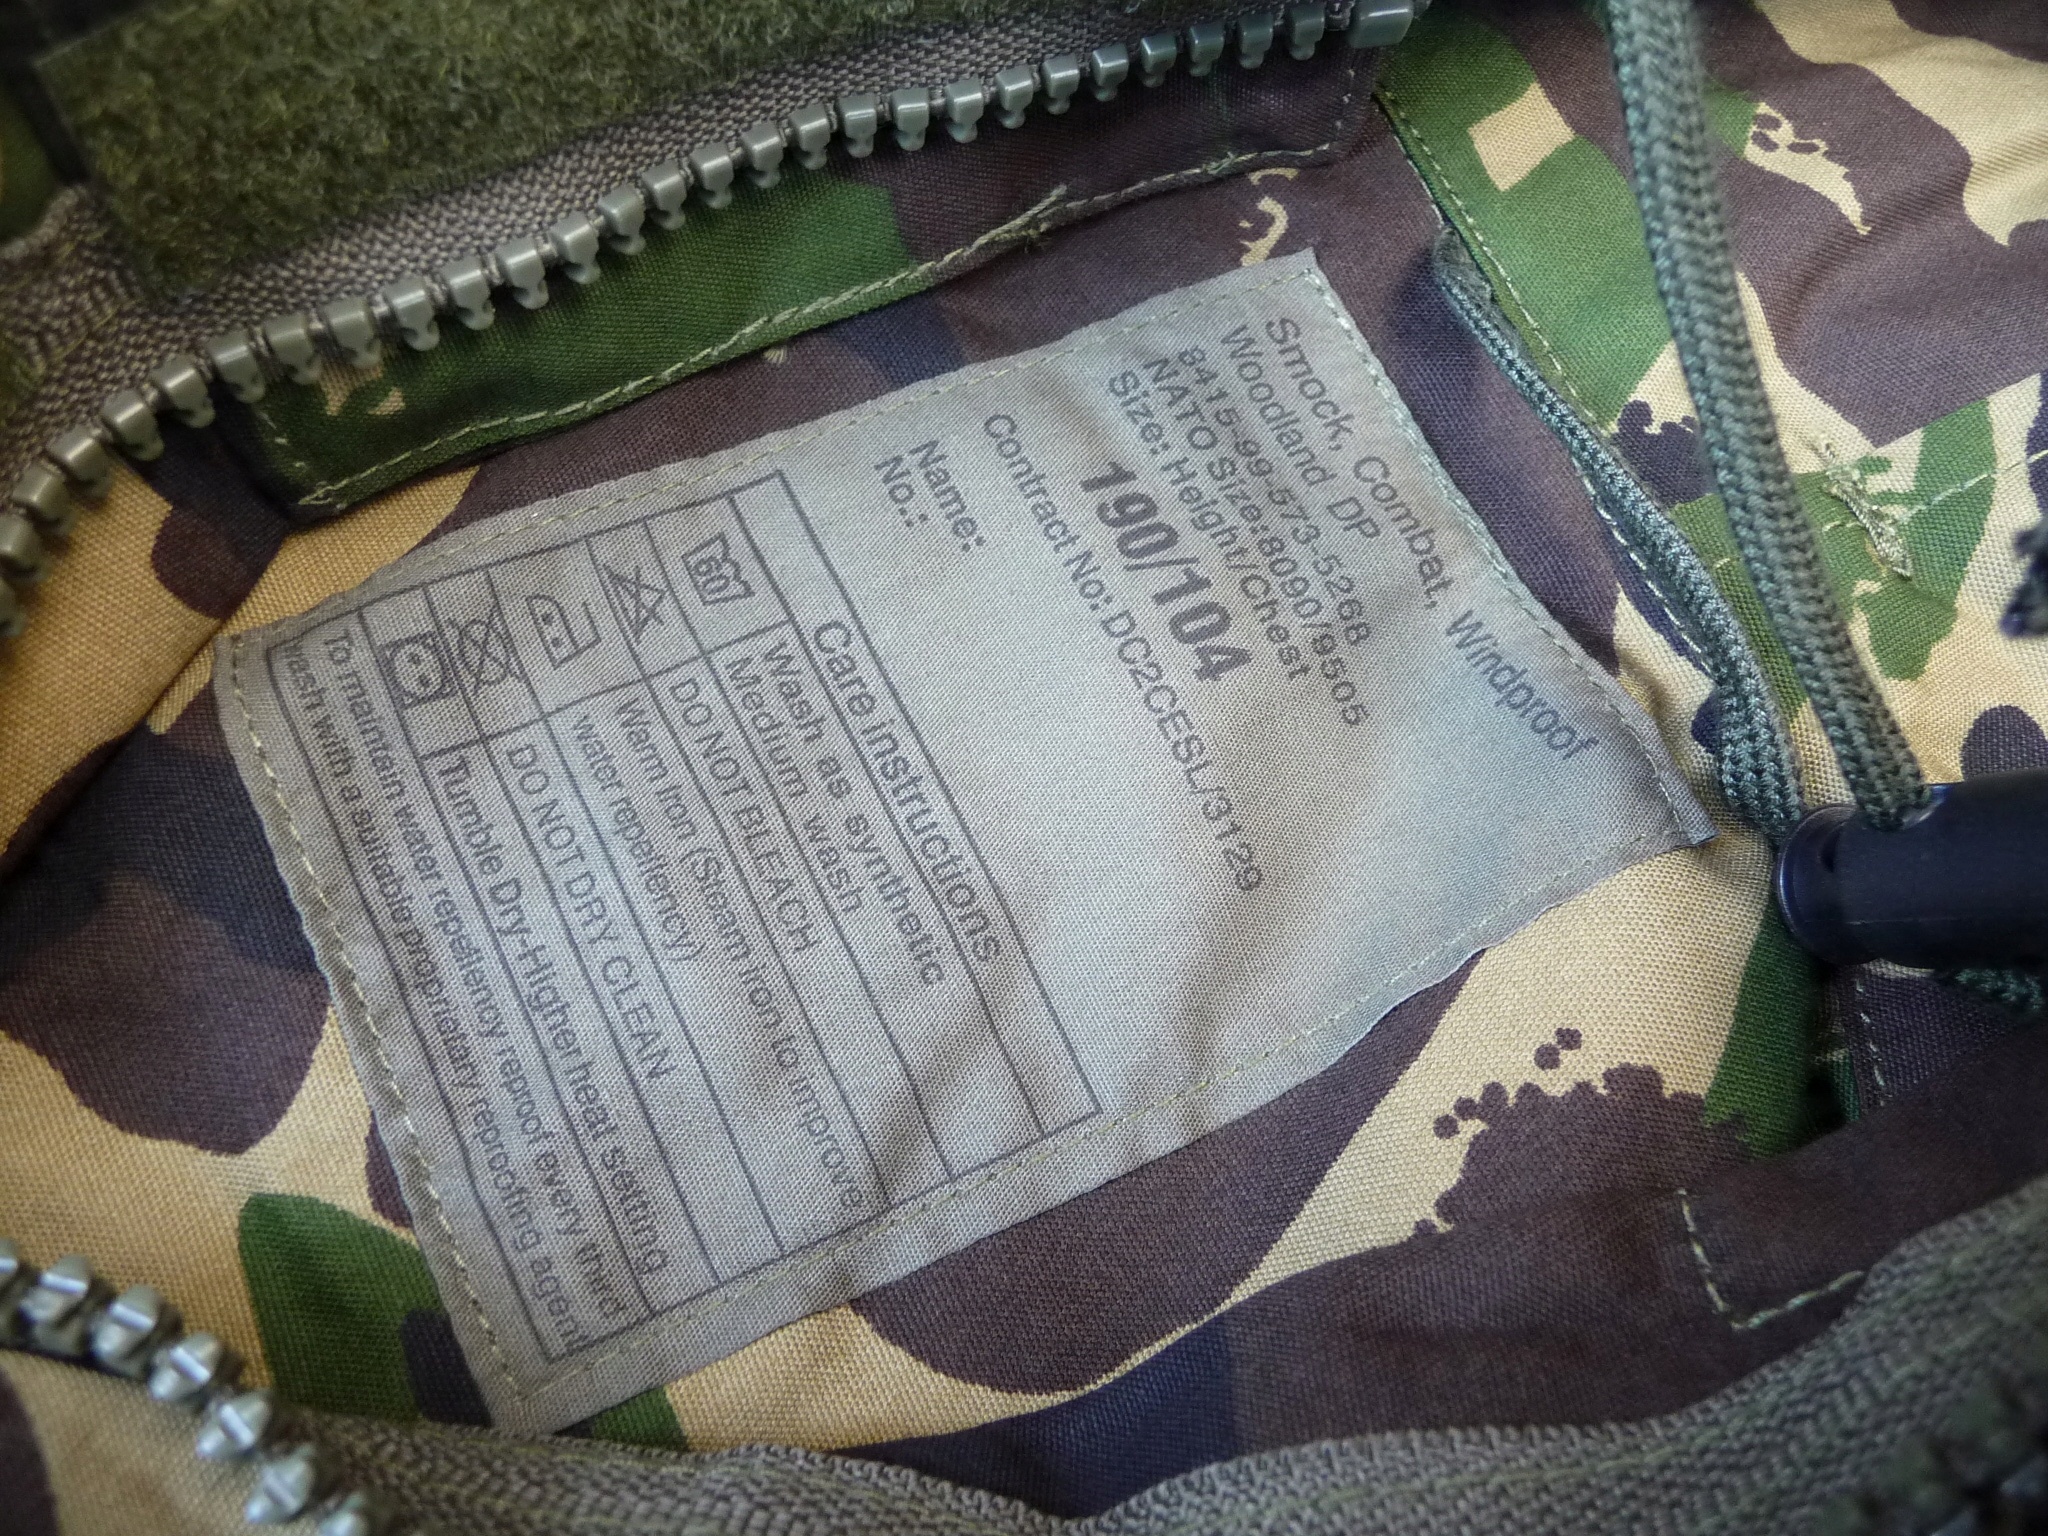 Smock, Combat, Windproof
Woodland DP
8415-99-573-5268
NATO Size:8090/9505
Size: Height/Chest
190/104
Contract No: DC2CESL/3129
Name:
No.:
Care instructions
60 Wash as synthetic
Medium wash
DO NOT BLEACH
Warm Iron (Steam iron to improve
water repellency)
DO NOT DRY CLEAN
Tumble Dry-Higher heat setting
To maintain water repellency reproof every third
wash with a suitable proprietary reproofing agent